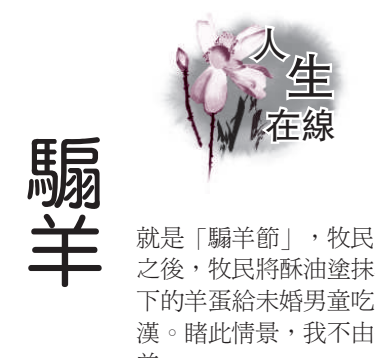 人生
在線
騸羊
就是「騸羊節」，牧民
之後，牧民將酥油塗抹
下的羊蛋給未婚男童吃
漢。睹此情景，我不由